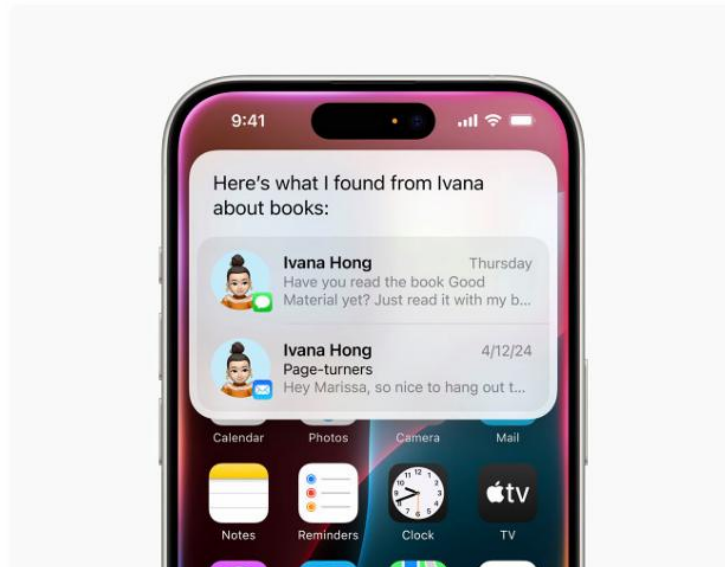 9:41
Here's what I found from Ivana
about books:
Ivana Hong Thursday
Have you read the book Good
Material yet? Just read it with my b...
Ivana Hong 4/12/24
Page-turners
Hey Marissa, so nice to hang out t...
Calendar Photos Camera Mail
tv
Notes Reminders Clock TV